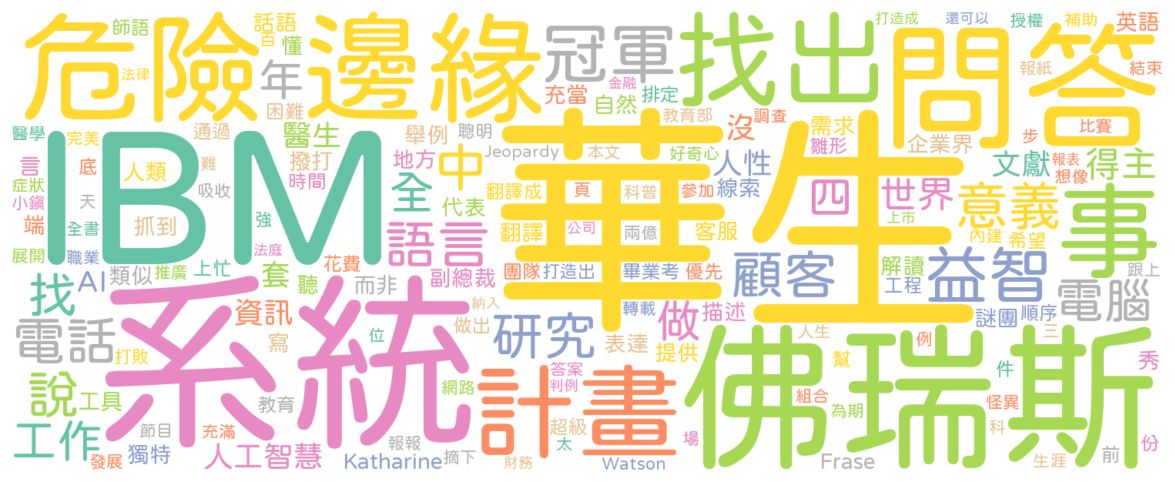 師語 話語 百 懂 打造成 還可以 授權 補助 英語
危險邊緣 冠軍 找出 問答
法律 年 困難 充當 金融 自然 排定 報紙 結束
醫學 完美 通過 醫生 舉例 聰明 沒 教育部 調查 需求 企業界 步 比賽
IBM 華生
言 底 人類 難 撥打 地方 中 Jeopardy 本文 好奇心 人性 雛形 文獻 報表 得主
症狀 小鎮 天 吸收 時間 全 翻譯成 頁 科普 參加 線索 四 世界 意義 想像 事
端 全書 抓到 強 代表 翻譯 公司 兩億 客服 上市 內建 希望
展開 職業 法庭 語言 顧客 解讀 益智 跟上
找 AI 類似 推廣 上忙 套 聽 花費 而非 副總裁 團隊 打造出 畢業考 優先 工程 電腦
系統 資訊 納入 轉載 做 描述 謎團 順序
電話 打敗 寫 位 做出 研究 表達 提供 人生 例 三
說 工具 教育 網路 答案 判例 計畫 幫 件 秀
佛瑞斯
工作 節目 充滿 超級 組合 為期 怪異
獨特 人工智慧 報報 摘下 太 場 科 前 份
發展 Katharine 財務 Watson Frase 生涯